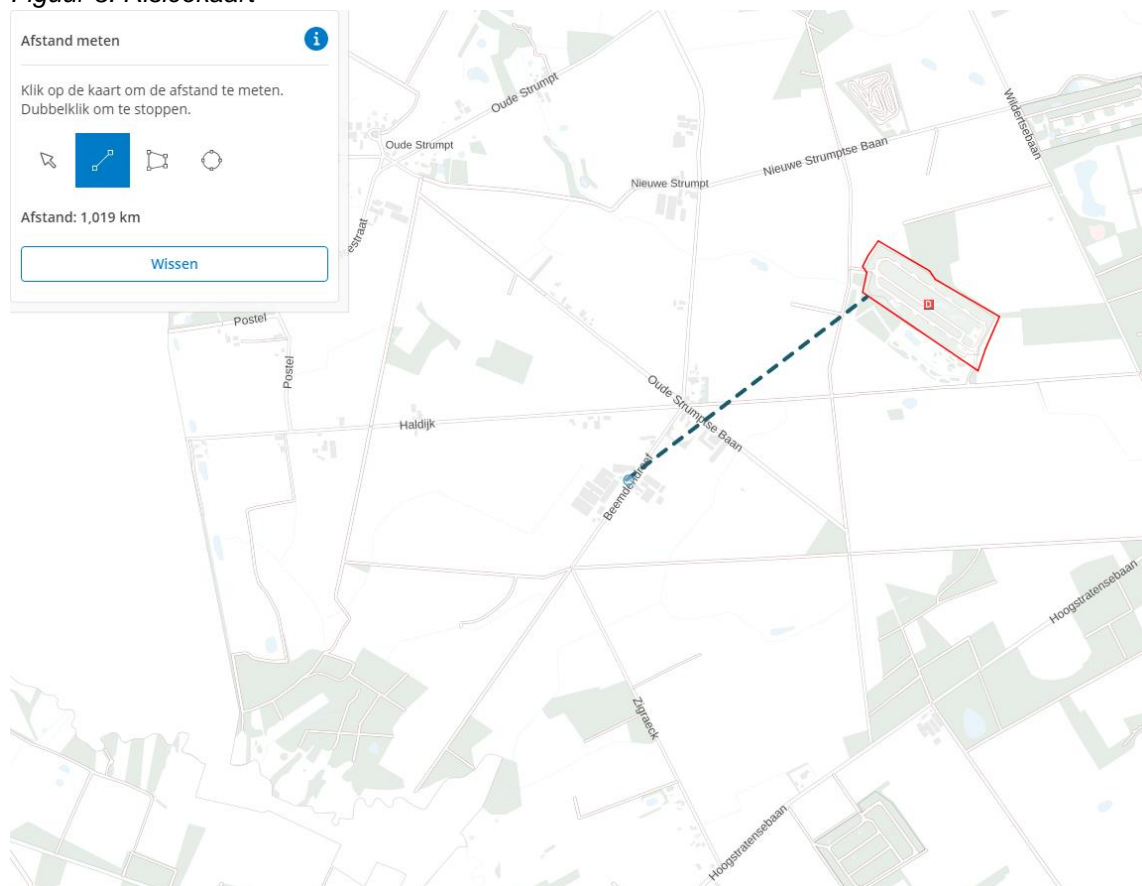 Afstand meten
i
Klik op de kaart om de afstand te meten.
Dubbelklik om te stoppen.
Afstand: 1,019 km
Wissen
Oude Strumpt
Oude Strumpt
Wildertsebaan
Nieuwe Strumptse Baan
Nieuwe Strumpt
estraat
D
Postel
Postel
Oude Strumptse Baan
Haldijk
Beemdendreef
Hoogstratensebaan
Zigraeck
Hoogstratensebaan